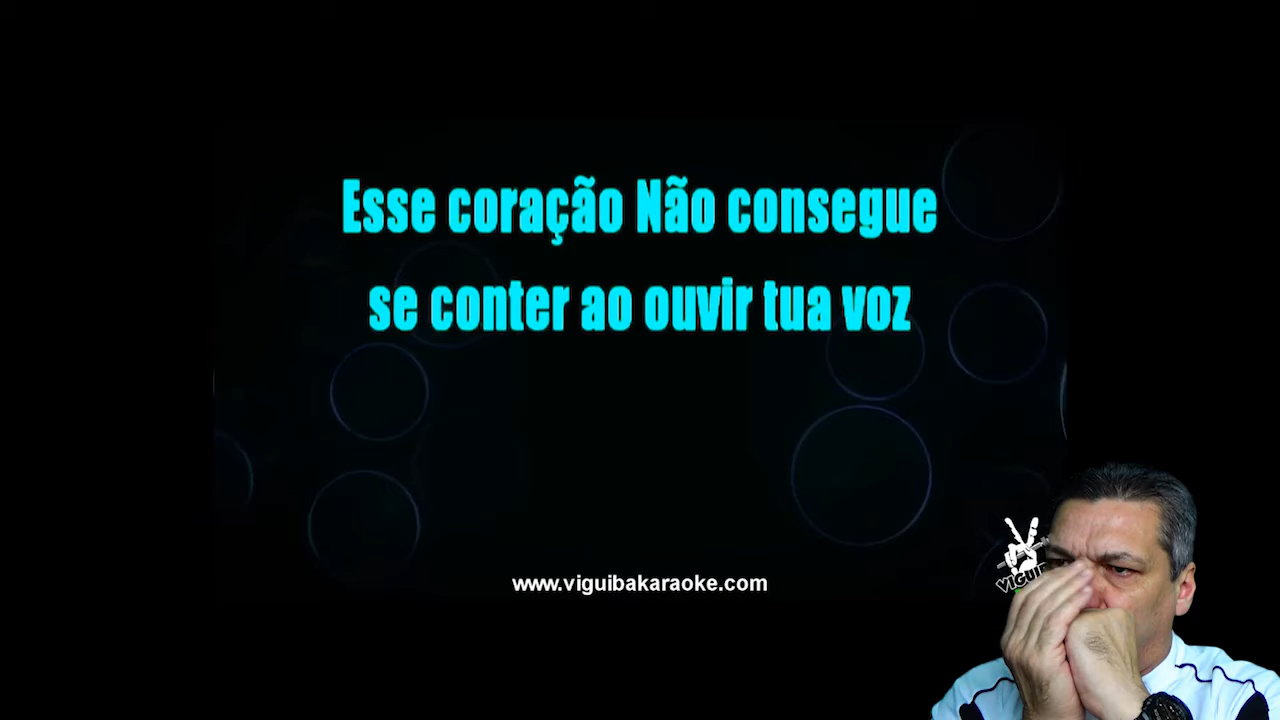 Esse coração Não consegue
se conter ao ouvir tua voz
www.viguibakaraoke.com